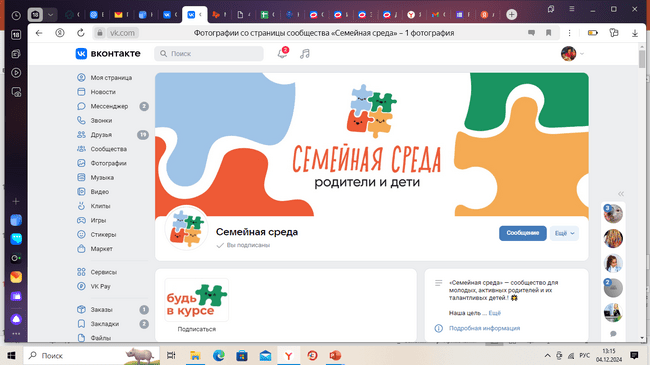 18
vk.com
Фотографии со страницы сообщества «Семейная среда» – 1 фотография
вконтакте
Поиск
Моя страница
Новости
Мессенджер
Звонки
Друзья 19
Сообщества
Фотографии
Музыка
Видео
Клипы
Игры
Стикеры
Маркет
Сервисы
VK Pay
Заказы 1
Закладки 2
Файлы
СЕМЕЙНАЯ СРЕДА
родители и дети
Семейная среда
Вы подписаны
Сообщение
Ещё
будь
в курсе
Подписаться
«Семейная среда» — сообщество
для молодых, активных родителей и их
талантливых детей!
Наша цель ... Ещё
Подробная информация
Поиск
РУС
13:15
04.12.2024